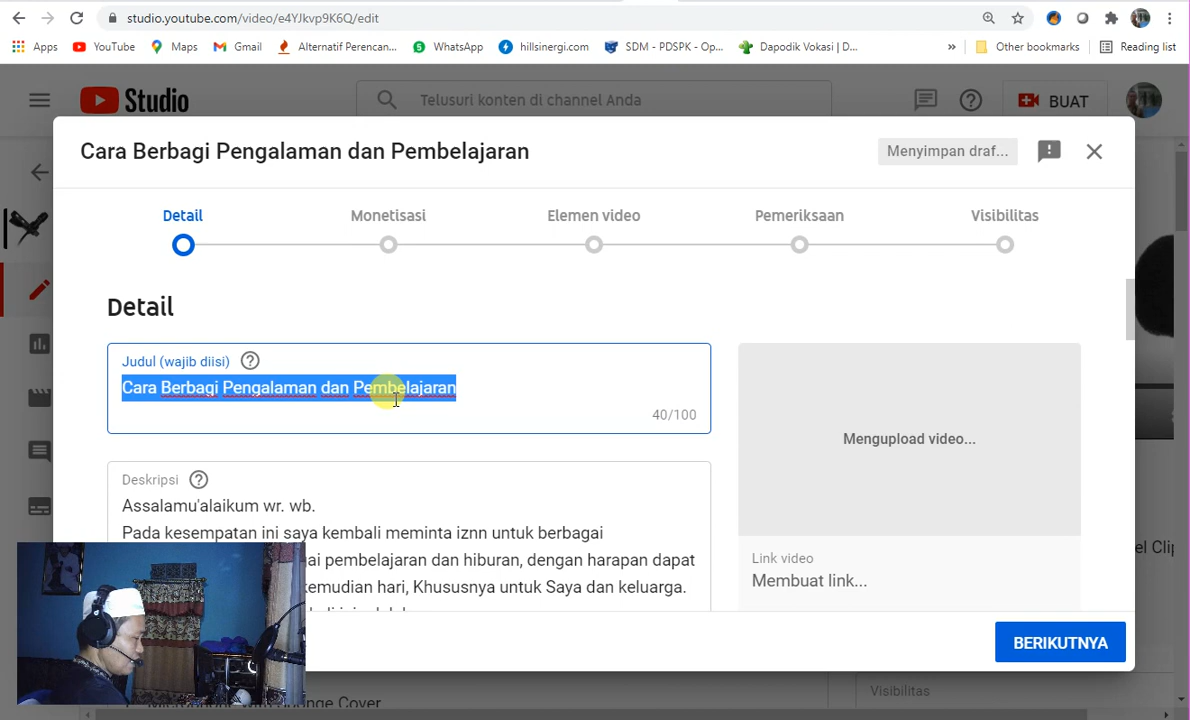 studio.youtube.com/video/e4YJkvp9K6Q/edit
Apps YouTube Maps Gmail Alternatif Perencan... WhatsApp hillsinergi.com SDM - PDSPK - Op... Dapodik Vokasi | D... » Other bookmarks Reading list
Studio
Telusuri konten di channel Anda
BUAT
Cara Berbagi Pengalaman dan Pembelajaran
Menyimpan draf...
Detail Monetisasi Elemen video Pemeriksaan Visibilitas
Detail
Judul (wajib diisi)
Cara Berbagi Pengalaman dan Pembelajaran
40/100
Mengupload video...
Deskripsi
Assalamu'alaikum wr. wb.
Pada kesempatan ini saya kembali meminta iznn untuk berbagai
ai pembelajaran dan hiburan, dengan harapan dapat
kemudian hari, Khususnya untuk Saya dan keluarga.
Link video
Membuat link...
BERIKUTNYA
el Clip
Visibilitas
Cover